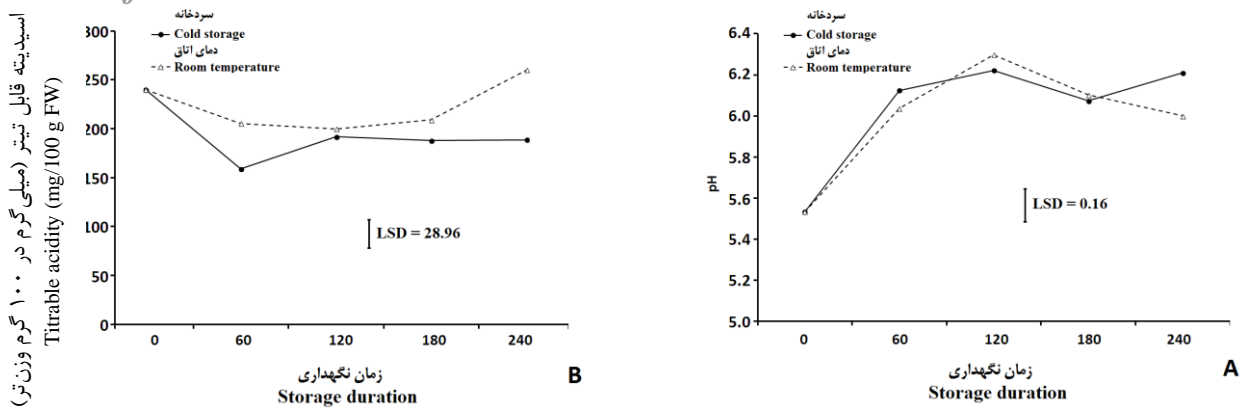 اسیدیته قابل تیتر (میلی‌گرم در ۱۰۰ گرم وزن‌تر)
Titrable acidity (mg/100 g FW)
سردخانه
Cold storage
دمای اتاق
Room temperature
300
250
200
150
100
50
0
LSD = 28.96
0 60 120 180 240
زمان نگهداری
Storage duration
B
سردخانه
Cold storage
دمای اتاق
Room temperature
pH
6.4
6.2
6.0
5.8
5.6
5.4
5.2
5.0
LSD = 0.16
0 60 120 180 240
زمان نگهداری
Storage duration
A